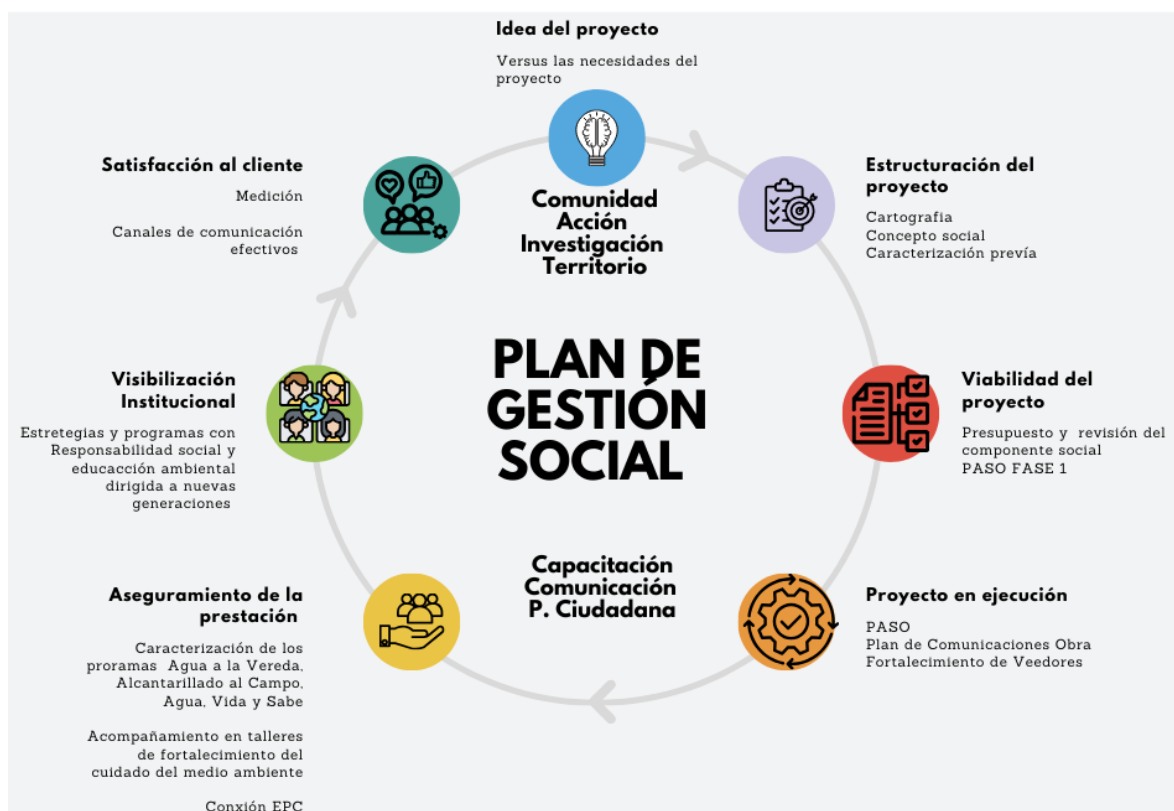 Idea del proyecto
Versus las necesidades del
proyecto
Satisfacción al cliente
Medición
Canales de comunicación
efectivos
Comunidad
Acción
Investigación
Territorio
Estructuración del
proyecto
Cartografia
Concepto social
Caracterización prevía
PLAN DE
GESTIÓN
SOCIAL
Visibilización
Institucional
Estretegias y programas con
Responsabilidad social y
educacción ambiental
dirigida a nuevas
generaciones
Viabilidad del
proyecto
Presupuesto y revisión del
componente social
PASO FASE 1
Capacitación
Comunicación
P. Ciudadana
Aseguramiento de la
prestación
Caracterización de los
proramas Agua a la Vereda,
Alcantarillado al Campo,
Agua, Vida y Sabe
Acompañamiento en talleres
de fortalecimiento del
cuidado del medio ambiente
Conxión EPC
Proyecto en ejecución
PASO
Plan de Comunicaciones Obra
Fortalecimiento de Veedores